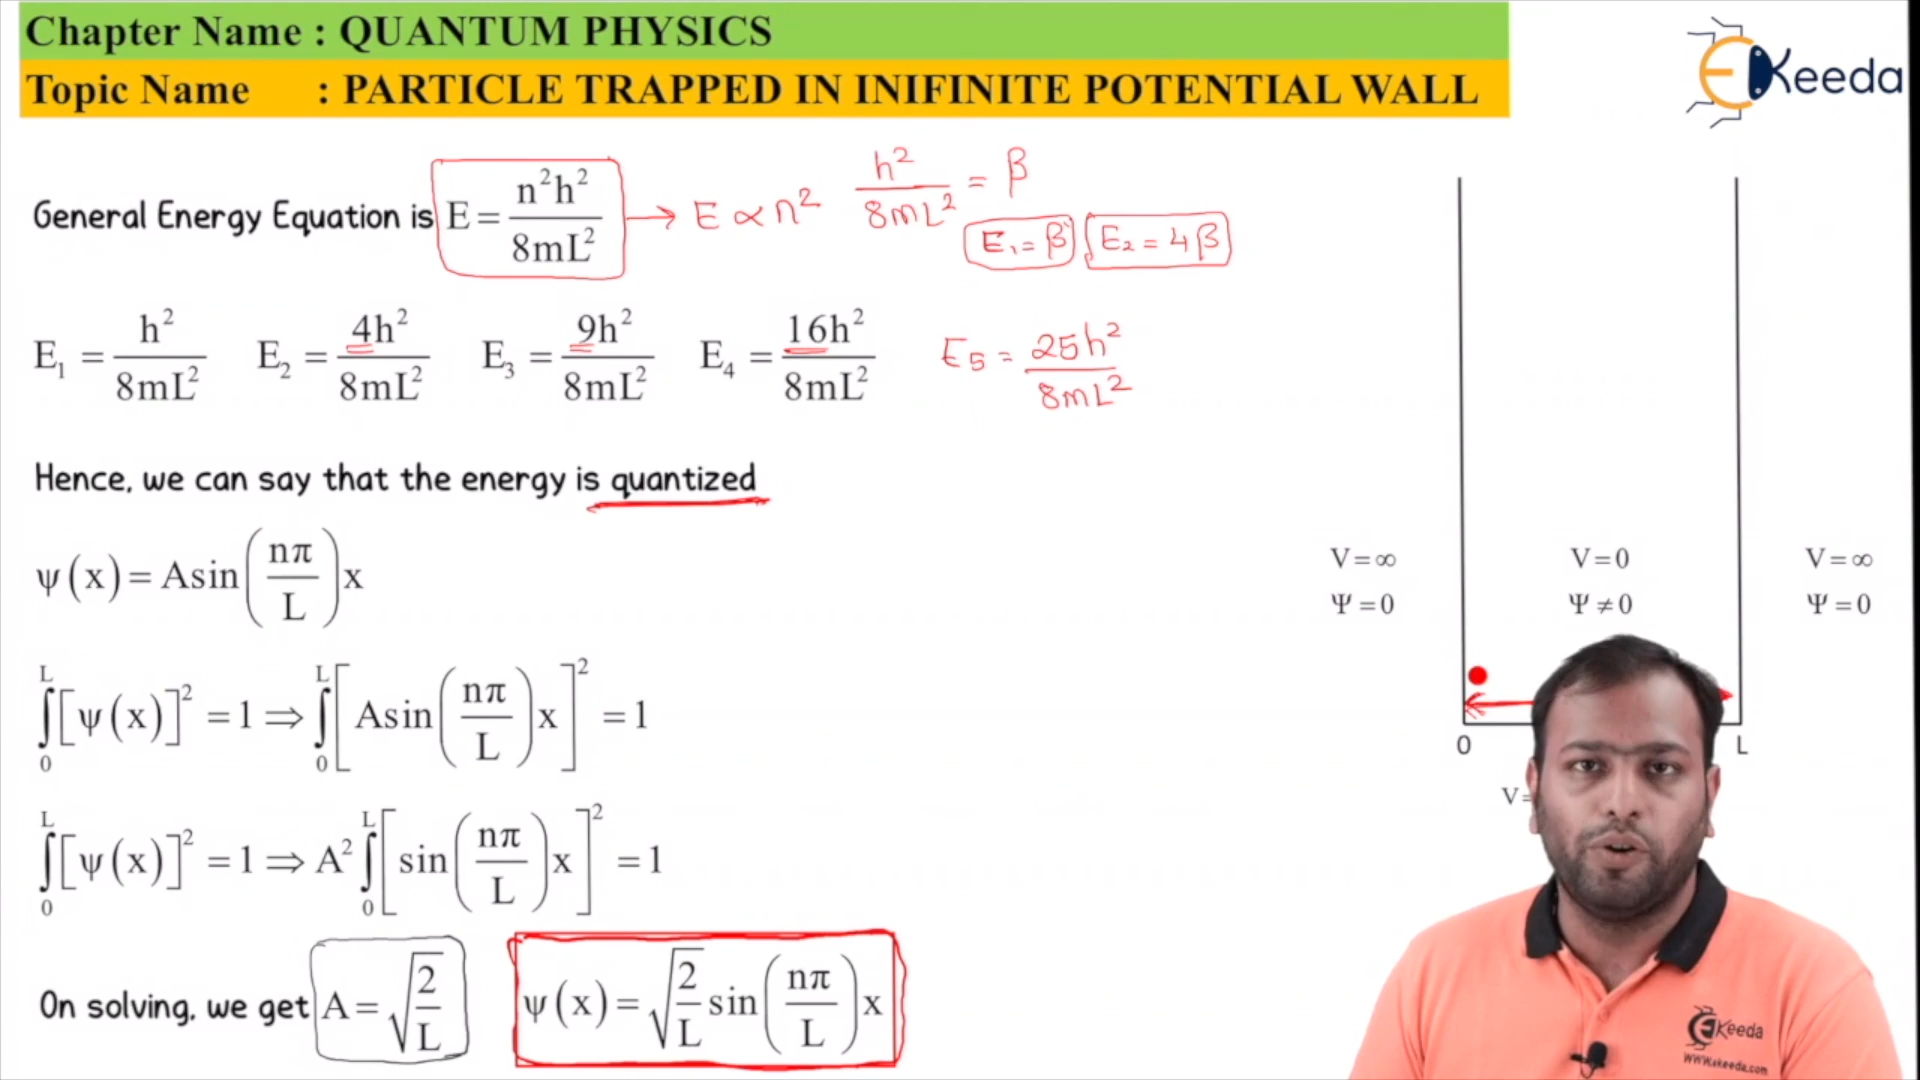 Chapter Name : QUANTUM PHYSICS
Topic Name : PARTICLE TRAPPED IN INIFINITE POTENTIAL WALL
Keeda
General Energy Equation is E = n²h² / 8mL² → E ∝ n² h² / 8mL² = β
E₁ = β E₂ = 4β
E₁ = h² / 8mL² E₂ = 4h² / 8mL² E₃ = 9h² / 8mL² E₄ = 16h² / 8mL² E₅ = 25h² / 8mL²
Hence, we can say that the energy is quantized
ψ(x) = Asin(nπ / L)x
∫₀ᴸ [ψ(x)]² = 1 ⇒ ∫₀ᴸ [Asin(nπ / L)x]² = 1
∫₀ᴸ [ψ(x)]² = 1 ⇒ A² ∫₀ᴸ [sin(nπ / L)x]² = 1
On solving, we get A = √(2 / L) ψ(x) = √(2 / L) sin(nπ / L)x
V = ∞ V = 0 V = ∞
Ψ = 0 Ψ ≠ 0 Ψ = 0
0 L
V=
Keeda
www.ekeeda.com